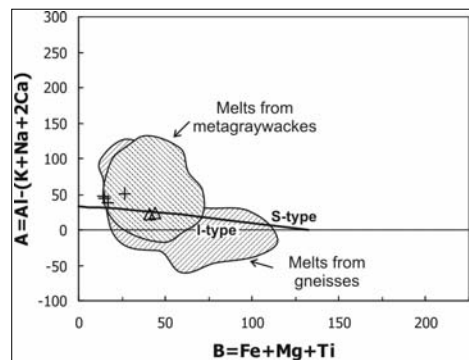 300
250
200
150
100
50
0
-50
-100
A=Al-(K+Na+2Ca)
Melts from
metagraywackes
S-type
I-type
Melts from
gneisses
0
50
100
150
200
B=Fe+Mg+Ti